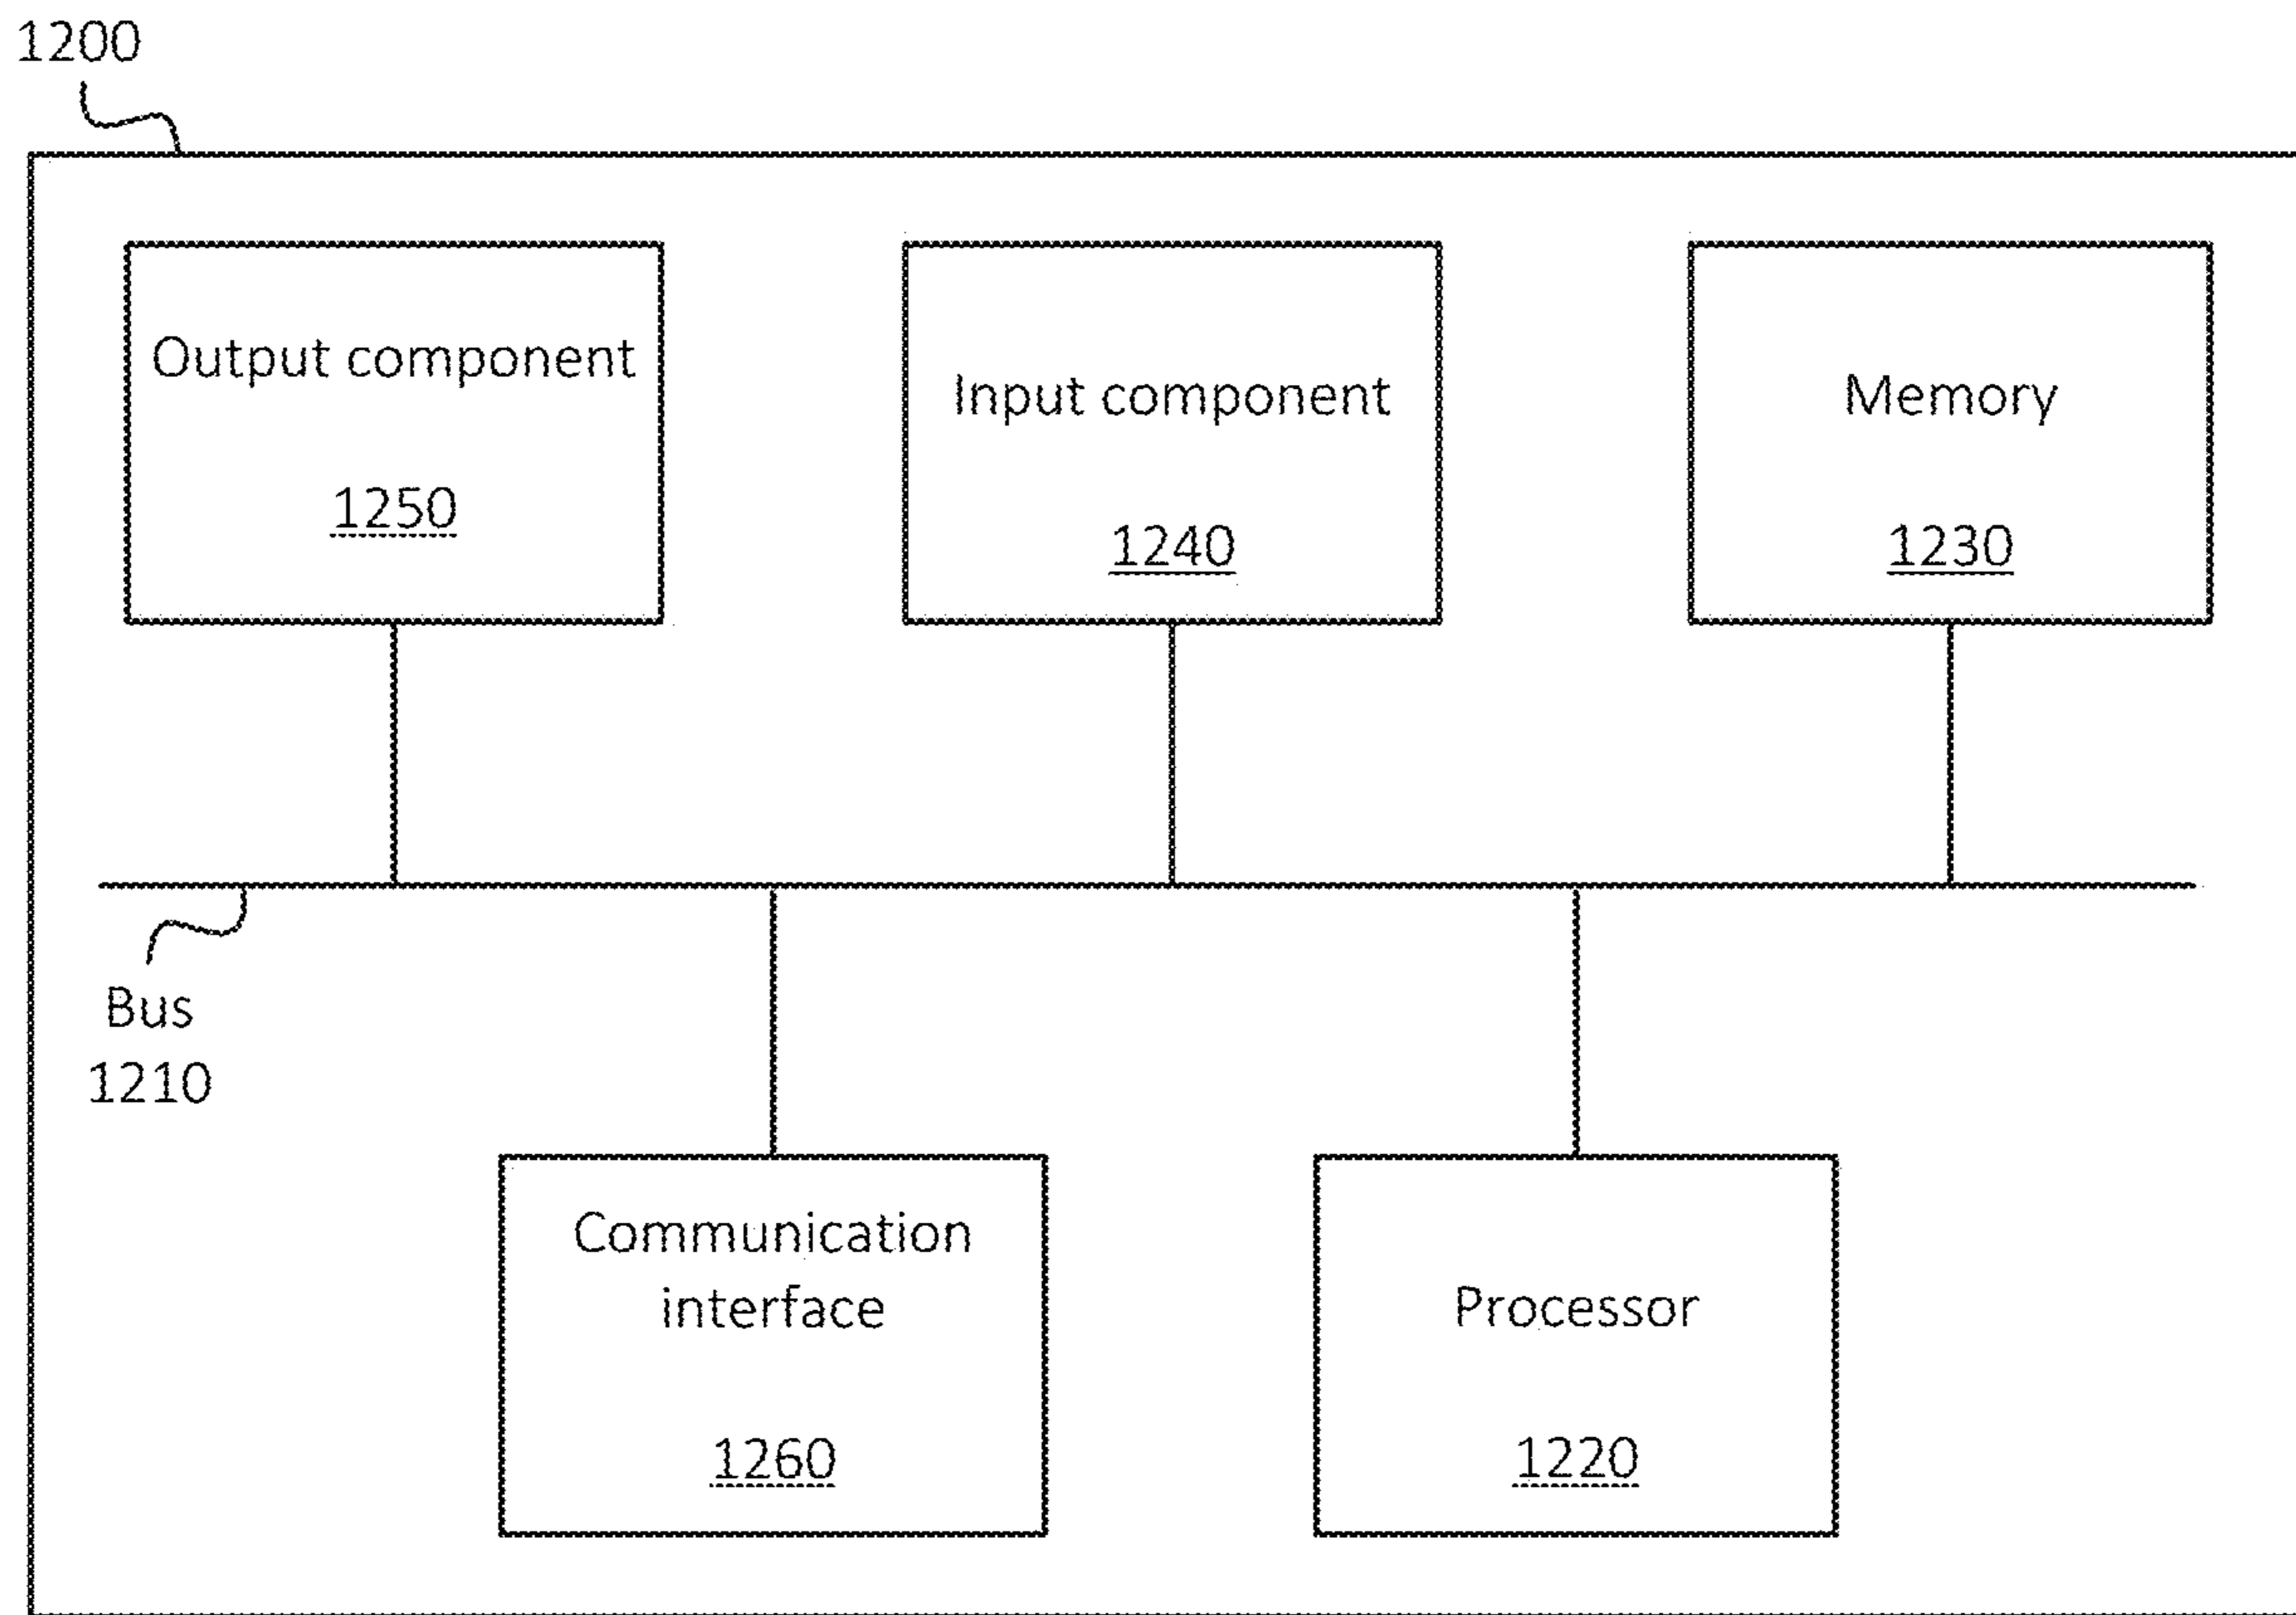 1200
Output component
1250
Input component
1240
Memory
1230
Bus
1210
Communication
interface
1260
Processor
1220